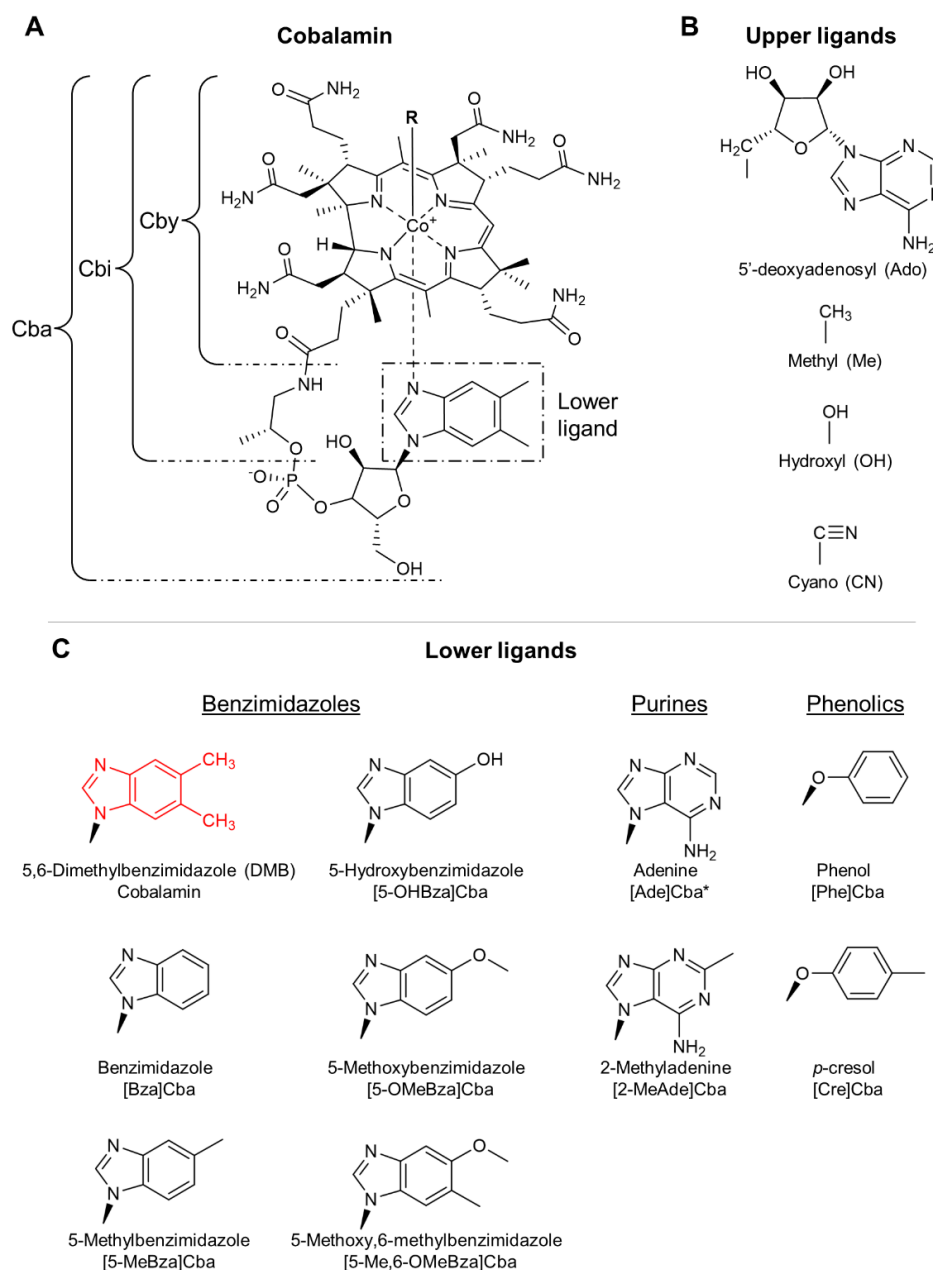 A
Cobalamin
B
Upper ligands
Cba
Cbi
Cby
O
NH2
O
NH2
O
NH2
O
NH2
R
N
N
Co+
N
N
H
O
H2N
O
H2N
NH2
O
O
NH
O
-O
P
O
O
HO
N
N
O
OH
Lower
ligand
HO
OH
H2C
O
N
N
N
N
NH2
5'-deoxyadenosyl (Ado)
CH3
Methyl (Me)
OH
Hydroxyl (OH)
C≡N
Cyano (CN)
C
Lower ligands
Benzimidazoles
Purines
Phenolics
N
N
CH3
CH3
5,6-Dimethylbenzimidazole (DMB)
Cobalamin
N
N
OH
5-Hydroxybenzimidazole
[5-OHBza]Cba
N
N
N
N
NH2
Adenine
[Ade]Cba*
O
Phenol
[Phe]Cba
N
N
Benzimidazole
[Bza]Cba
N
N
O
5-Methoxybenzimidazole
[5-OMeBza]Cba
N
N
N
N
NH2
2-Methyladenine
[2-MeAde]Cba
O
p-cresol
[Cre]Cba
N
N
5-Methylbenzimidazole
[5-MeBza]Cba
N
N
O
5-Methoxy,6-methylbenzimidazole
[5-Me,6-OMeBza]Cba